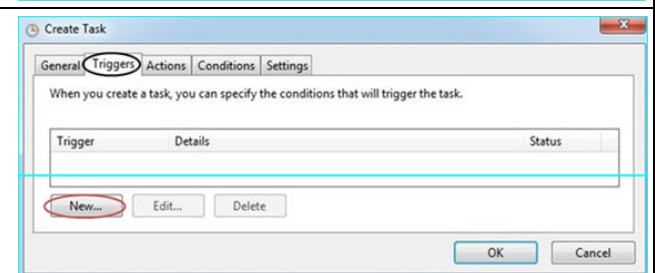 Create Task
General Triggers Actions Conditions Settings
When you create a task, you can specify the conditions that will trigger the task.
Trigger Details Status
New... Edit... Delete
OK Cancel